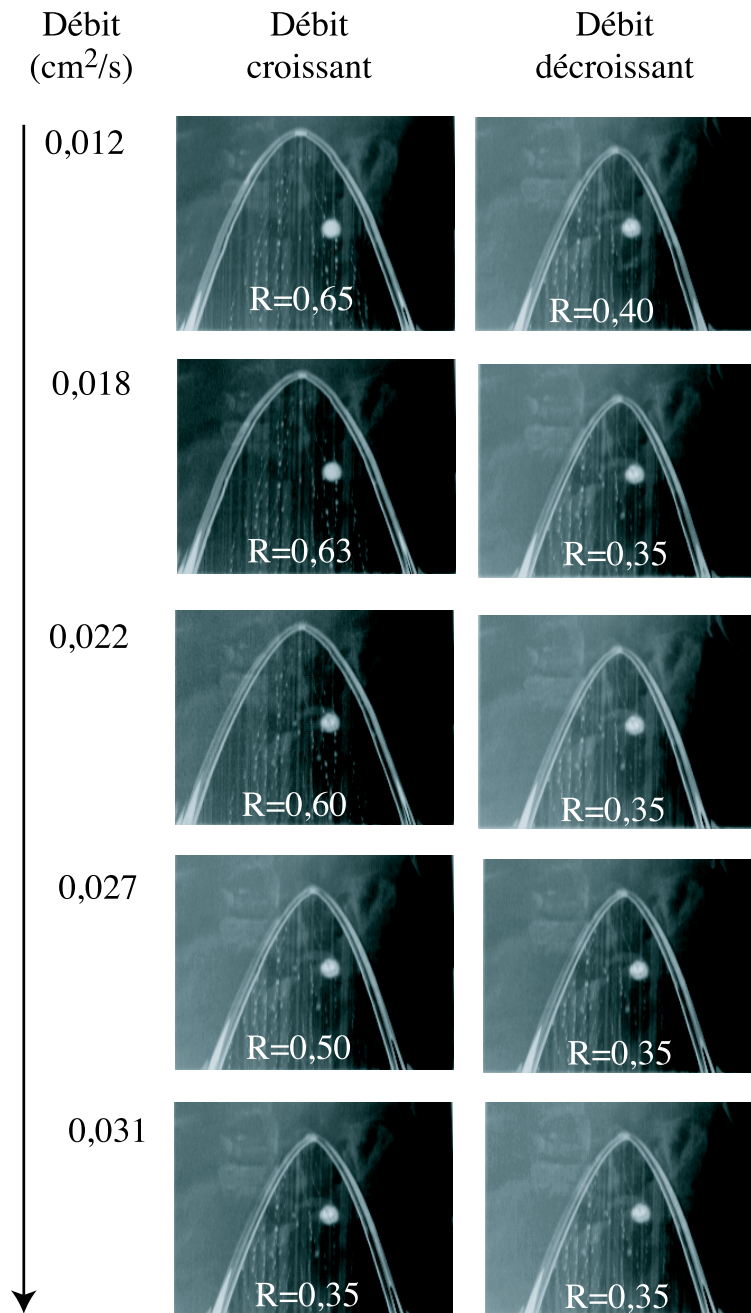 Débit
(cm²/s)
Débit
croissant
Débit
décroissant
0,012
R=0,65
R=0,40
0,018
R=0,63
R=0,35
0,022
R=0,60
R=0,35
0,027
R=0,50
R=0,35
0,031
R=0,35
R=0,35